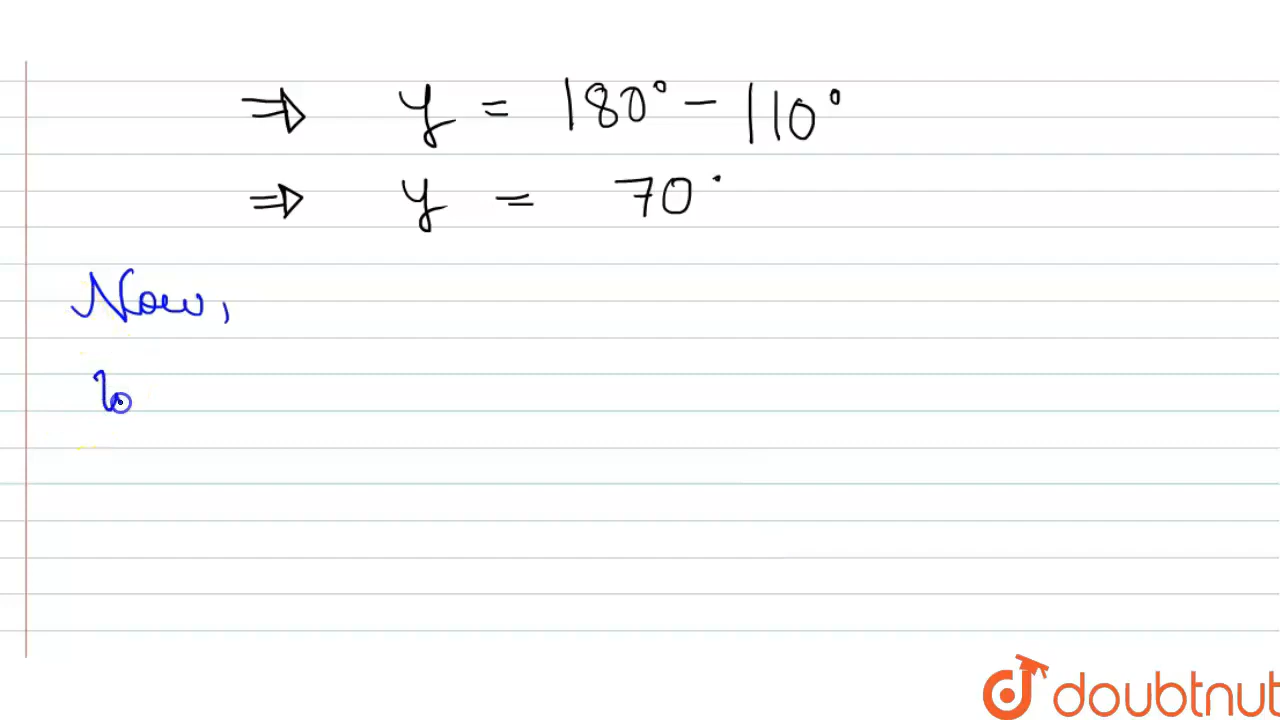 ⇒ y = 180° - 110°
⇒ y = 70°
Now,
doubtnut